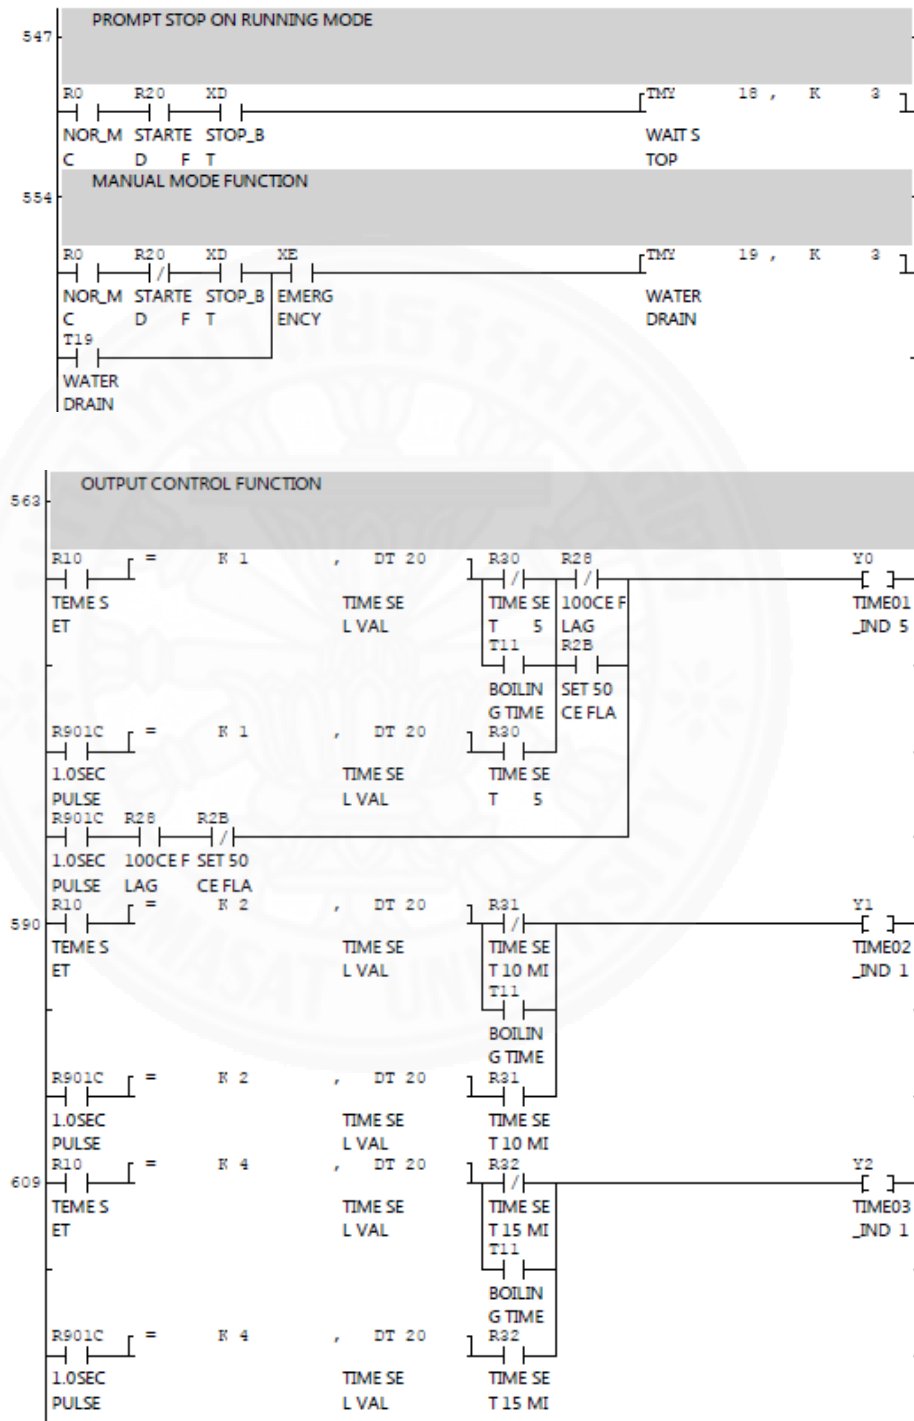 PROMPT STOP ON RUNNING MODE
547
R0 R20 XD TMY 18 , K 3
NOR_M STARTE STOP_B WAIT S
C D F T TOP
MANUAL MODE FUNCTION
554
R0 R20 XD XE TMY 19 , K 3
NOR_M STARTE STOP_B EMERG WATER
C D F T ENCY DRAIN
T19
WATER
DRAIN
OUTPUT CONTROL FUNCTION
563
R10 = K 1 , DT 20 R30 R28 Y0
TEME S TIME SE TIME SE 100CE F TIME01
ET L VAL T 5 LAG _IND 5
T11 R2B
BOILIN SET 50
G TIME CE FLA
R901C = K 1 , DT 20 R30
1.0SEC TIME SE TIME SE
PULSE L VAL T 5
R901C R28 R2B
1.0SEC 100CE F SET 50
PULSE LAG CE FLA
R10 = K 2 , DT 20 R31 Y1
590
TEME S TIME SE TIME SE TIME02
ET L VAL T 10 MI _IND 1
T11
BOILIN
G TIME
R901C = K 2 , DT 20 R31
1.0SEC TIME SE TIME SE
PULSE L VAL T 10 MI
R10 = K 4 , DT 20 R32 Y2
609
TEME S TIME SE TIME SE TIME03
ET L VAL T 15 MI _IND 1
T11
BOILIN
G TIME
R901C = K 4 , DT 20 R32
1.0SEC TIME SE TIME SE
PULSE L VAL T 15 MI
THAMMASAT UNIVERSITY